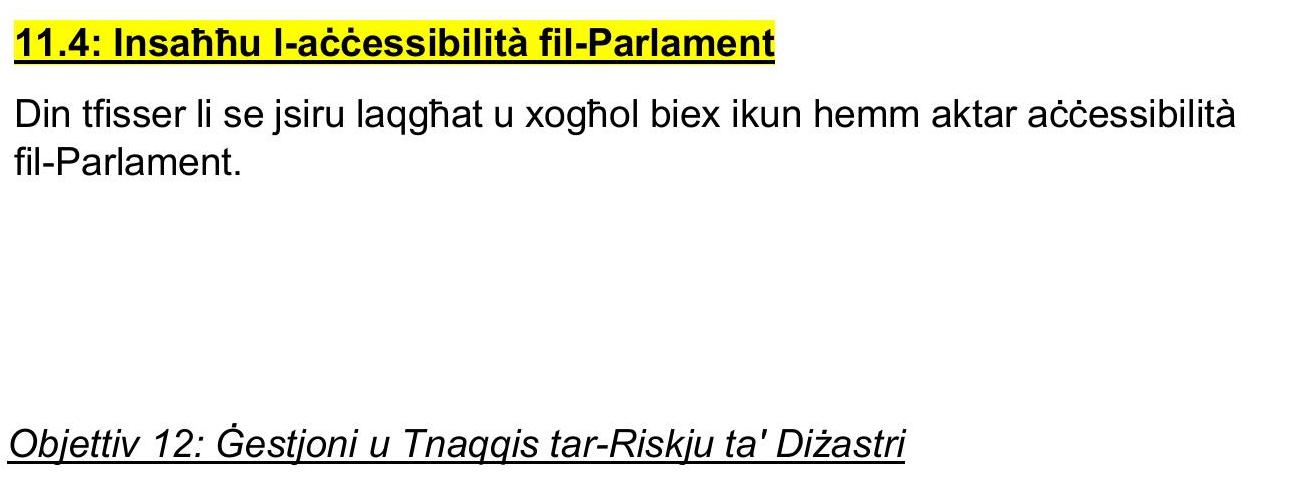 11.4: Insaħħu l-aċċessibilità fil-Parlament
Din tfisser li se jsiru laqgħat u xogħol biex ikun hemm aktar aċċessibilità
fil-Parlament.
Objettiv 12: Ġestjoni u Tnaqqis tar-Riskju ta' Diżastri